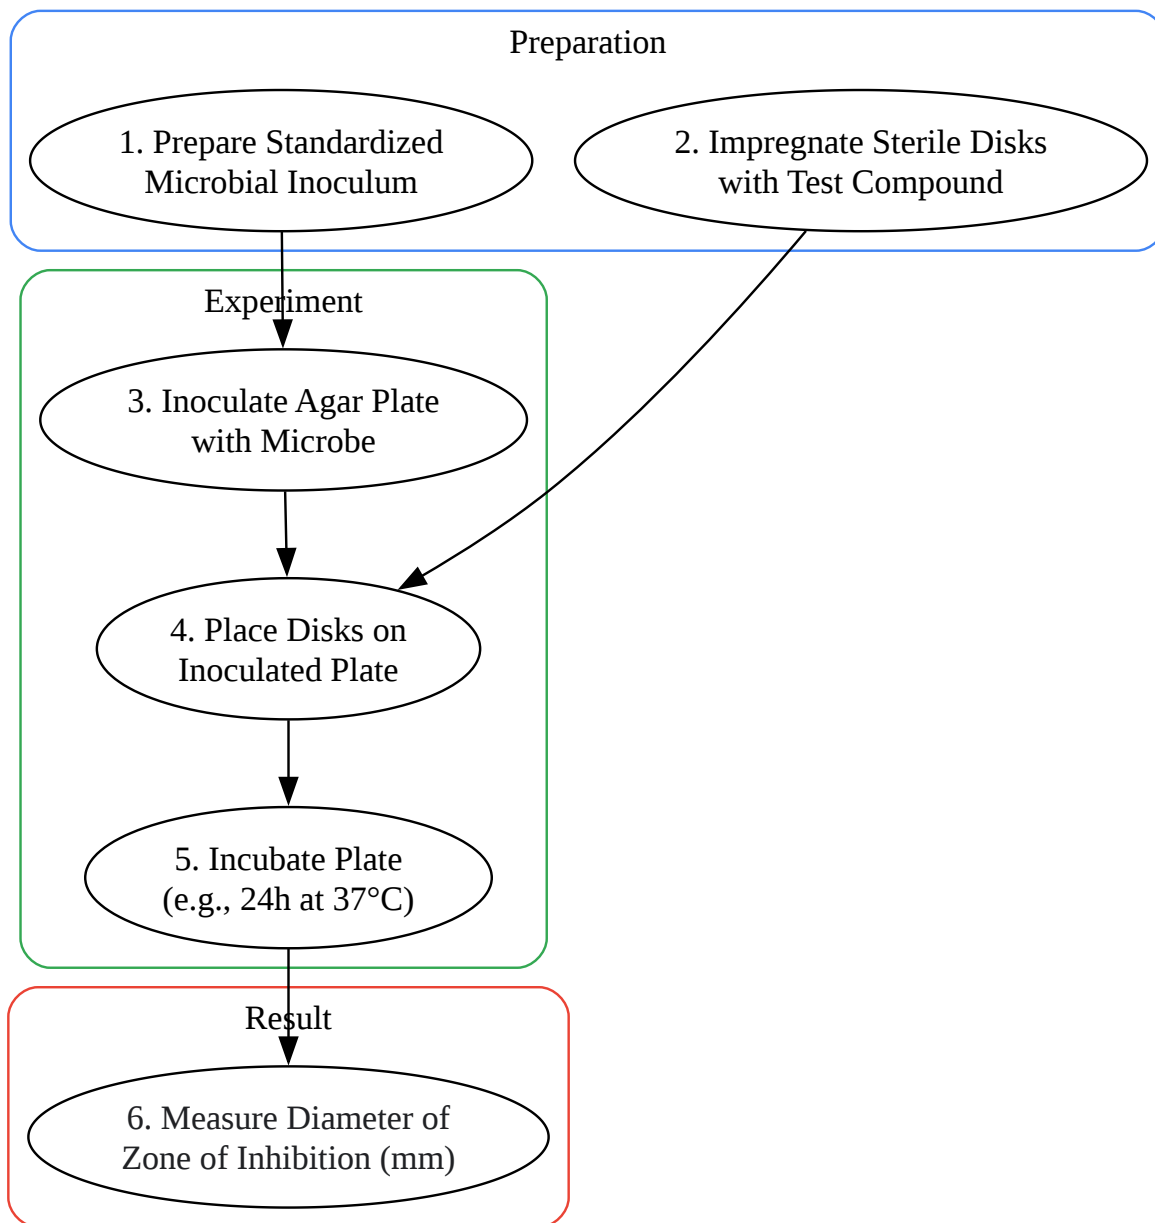 Preparation
1. Prepare Standardized
Microbial Inoculum
2. Impregnate Sterile Disks
with Test Compound
Experiment
3. Inoculate Agar Plate
with Microbe
4. Place Disks on
Inoculated Plate
5. Incubate Plate
(e.g., 24h at 37°C)
Result
6. Measure Diameter of
Zone of Inhibition (mm)